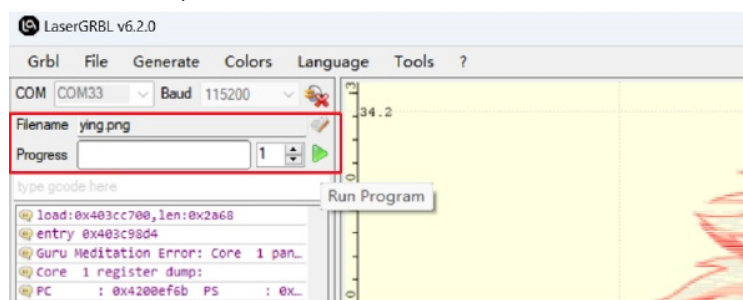 LaserGRBL v6.2.0
Grbl File Generate Colors Language Tools ?
COM COM33 Baud 115200
Filename ying.png
Progress 1
type gcode here
load:0x403cc700,len:0x2a68
entry 0x403c98d4
Guru Meditation Error: Core 1 pan…
Core 1 register dump:
PC : 0x4200ef6b PS : 0x…
34.2
Run Program